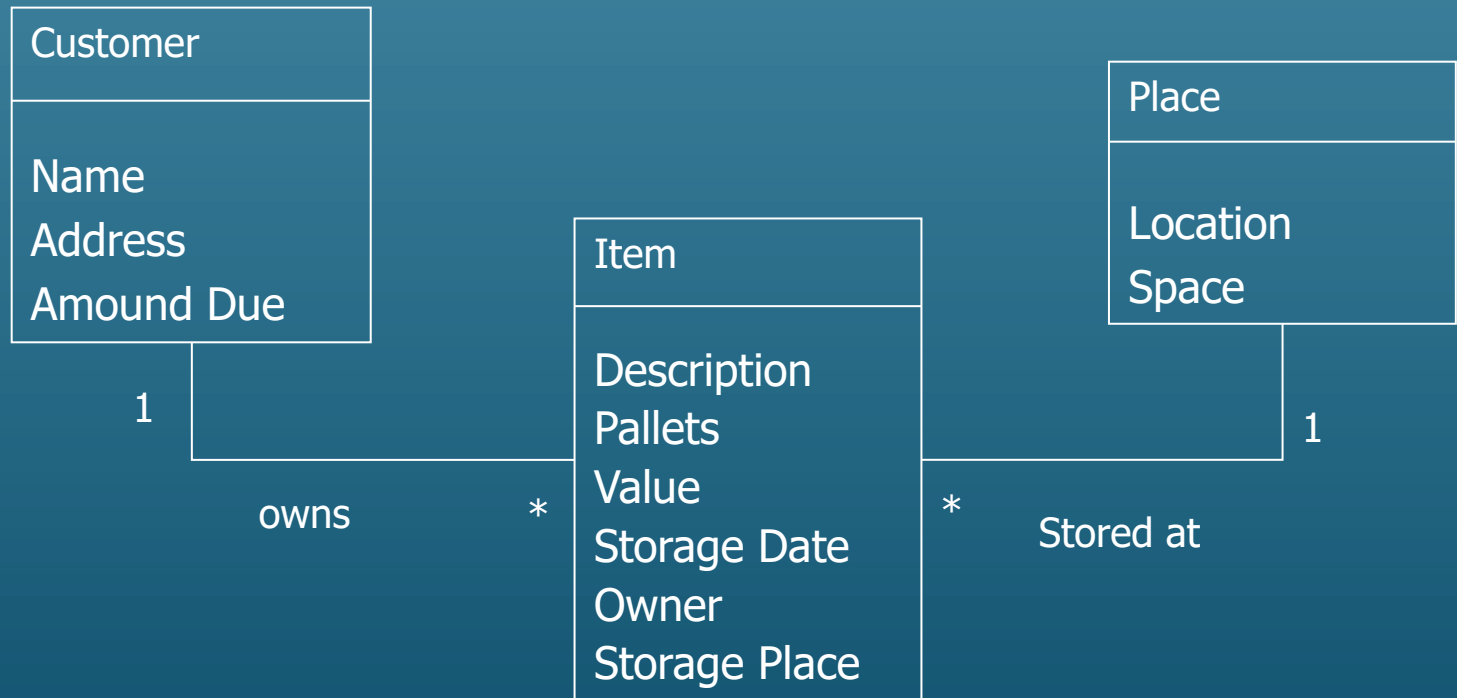 Customer
Name
Address
Amound Due
1
owns
*
Item
Description
Pallets
Value
Storage Date
Owner
Storage Place
Place
Location
Space
1
*
Stored at